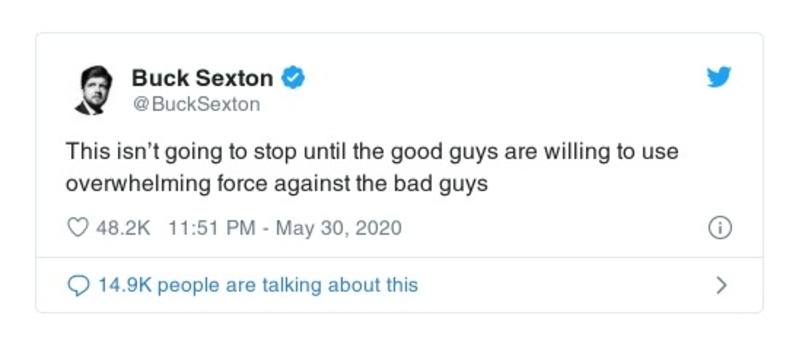 Buck Sexton
@BuckSexton
This isn’t going to stop until the good guys are willing to use
overwhelming force against the bad guys
48.2K 11:51 PM - May 30, 2020
14.9K people are talking about this